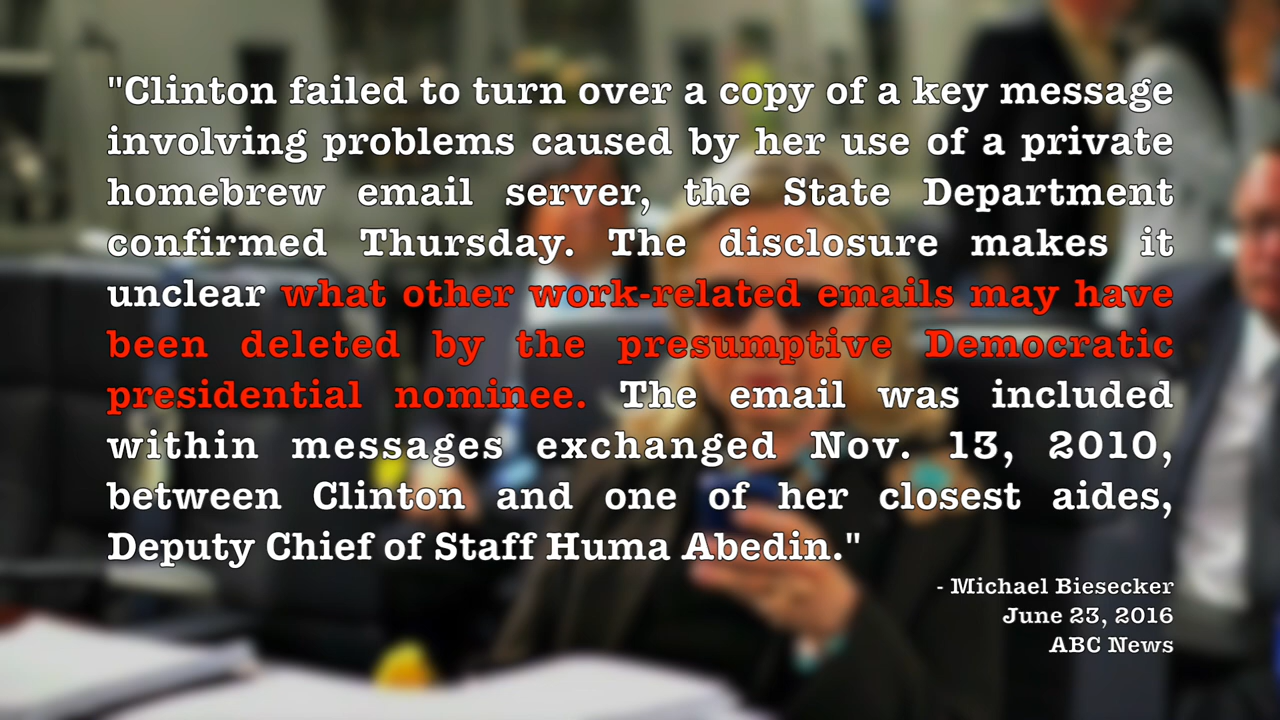 "Clinton failed to turn over a copy of a key message
involving problems caused by her use of a private
homebrew email server, the State Department
confirmed Thursday. The disclosure makes it
unclear what other work-related emails may have
been deleted by the presumptive Democratic
presidential nominee. The email was included
within messages exchanged Nov. 13, 2010,
between Clinton and one of her closest aides,
Deputy Chief of Staff Huma Abedin."
- Michael Biesecker
June 23, 2016
ABC News